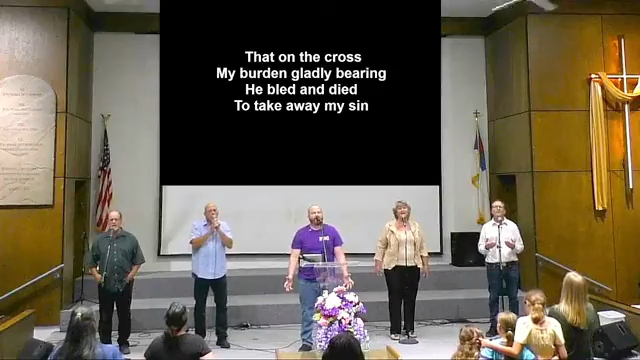 That on the cross
My burden gladly bearing
He bled and died
To take away my sin